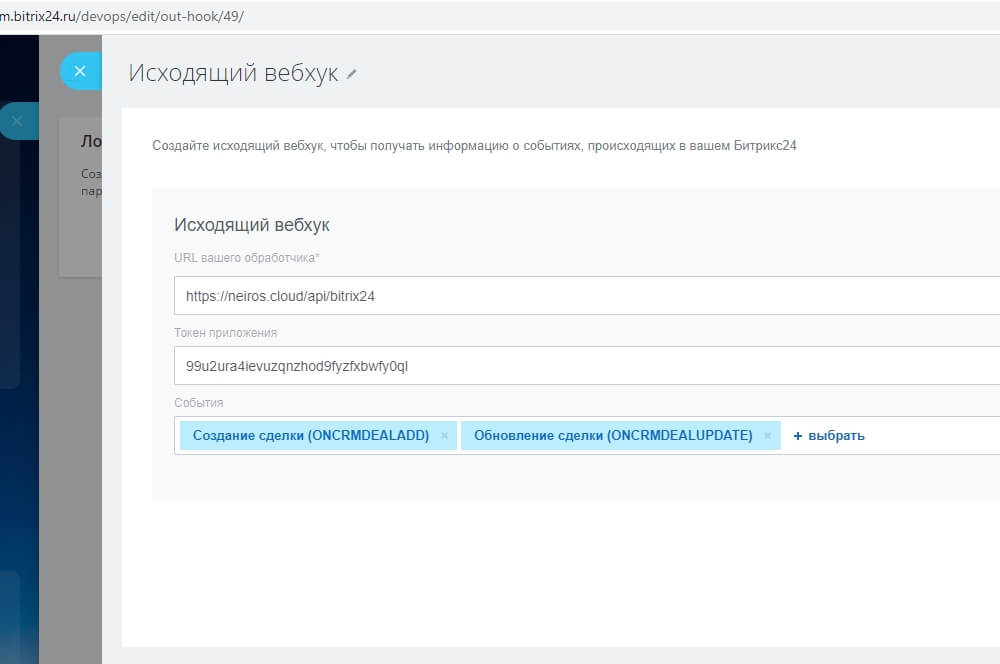 m.bitrix24.ru/devops/edit/out-hook/49/
Исходящий вебхук
Ло
Соз
пар
Создайте исходящий вебхук, чтобы получать информацию о событиях, происходящих в вашем Битрикс24
Исходящий вебхук
URL вашего обработчика*
https://neiros.cloud/api/bitrix24
Токен приложения
99u2ura4ievuzqnzhod9fyzfxbwfy0ql
События
Создание сделки (ONCRMDEALADD) × Обновление сделки (ONCRMDEALUPDATE) × + выбрать